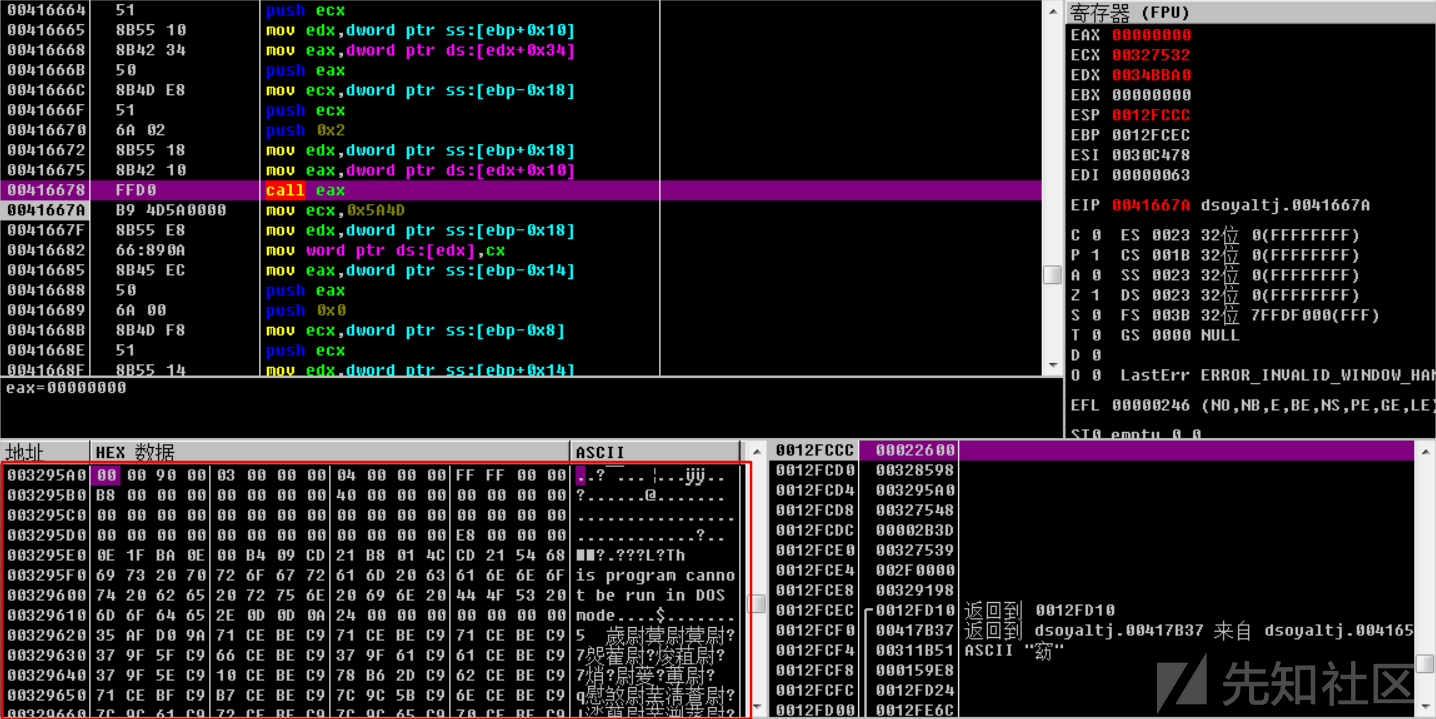 00416664 51 push ecx
00416665 8B55 10 mov edx,dword ptr ss:[ebp+0x10]
00416668 8B42 34 mov eax,dword ptr ds:[edx+0x34]
0041666B 50 push eax
0041666C 8B4D E8 mov ecx,dword ptr ss:[ebp-0x18]
0041666F 51 push ecx
00416670 6A 02 push 0x2
00416672 8B55 18 mov edx,dword ptr ss:[ebp+0x18]
00416675 8B42 10 mov eax,dword ptr ds:[edx+0x10]
00416678 FFD0 call eax
0041667A B9 4D5A0000 mov ecx,0x5A4D
0041667F 8B55 E8 mov edx,dword ptr ss:[ebp-0x18]
00416682 66:890A mov word ptr ds:[edx],cx
00416685 8B45 EC mov eax,dword ptr ss:[ebp-0x14]
00416688 50 push eax
00416689 6A 00 push 0x0
0041668B 8B4D F8 mov ecx,dword ptr ss:[ebp-0x8]
0041668E 51 push ecx
0041668F 8B55 14 mov edx,dword ptr ss:[ebp+0x14]
eax=00000000
寄存器 (FPU)
EAX 00000000
ECX 00327532
EDX 0034BBA0
EBX 00000000
ESP 0012FCCC
EBP 0012FCEC
ESI 0030C478
EDI 00000063
EIP 0041667A dsoyaltj.0041667A
C 0 ES 0023 32位 0(FFFFFFFF)
P 1 CS 001B 32位 0(FFFFFFFF)
A 0 SS 0023 32位 0(FFFFFFFF)
Z 1 DS 0023 32位 0(FFFFFFFF)
S 0 FS 003B 32位 7FFDF000(FFF)
T 0 GS 0000 NULL
D 0
O 0 LastErr ERROR_INVALID_WINDOW_HAN
EFL 00000246 (NO,NB,E,BE,NS,PE,GE,LE)
ST0 empty 0.0
地址 HEX 数据 ASCII
003295A0 00 00 90 00 03 00 00 00 04 00 00 00 FF FF 00 00
003295B0 B8 00 00 00 00 00 00 00 40 00 00 00 00 00 00 00 ?.......@.......
003295C0 00 00 00 00 00 00 00 00 00 00 00 00 00 00 00 00 ................
003295D0 00 00 00 00 00 00 00 00 00 00 00 00 E8 00 00 00 ............?..
003295E0 0E 1F BA 0E 00 B4 09 CD 21 B8 01 4C CD 21 54 68
003295F0 69 73 20 70 72 6F 67 72 61 6D 20 63 61 6E 6E 6F is program canno
00329600 74 20 62 65 20 72 75 6E 20 69 6E 20 44 4F 53 20 t be run in DOS
00329610 6D 6F 64 65 2E 0D 0D 0A 24 00 00 00 00 00 00 00 mode....$.......
00329620 35 AF D0 9A 71 CE BE C9 71 CE BE C9 71 CE BE C9
00329630 37 9F 5F C9 66 CE BE C9 37 9F 61 C9 61 CE BE C9
00329640 37 9F 5E C9 10 CE BE C9 78 B6 2D C9 62 CE BE C9
00329650 71 CE BF C9 B7 CE BE C9 7C 9C 5B C9 6E CE BE C9
00329660 7C 9C 61 C9 72 CE BE C9 7C 9C 65 C9 70 CE BE C9
0012FCCC 00022600
0012FCD0 00328598
0012FCD4 003295A0
0012FCD8 00327548
0012FCDC 00002B3D
0012FCE0 00327539
0012FCE4 002F0000
0012FCE8 00329198
0012FCEC 0012FD10 返回到 0012FD10
0012FCF0 00417B37 返回到 dsoyaltj.00417B37 来自 dsoyaltj.004165
0012FCF4 00311B51 ASCII
0012FCF8 000159E8
0012FCFC 0012FD24
0012FD00 0012FE6C
先知社区